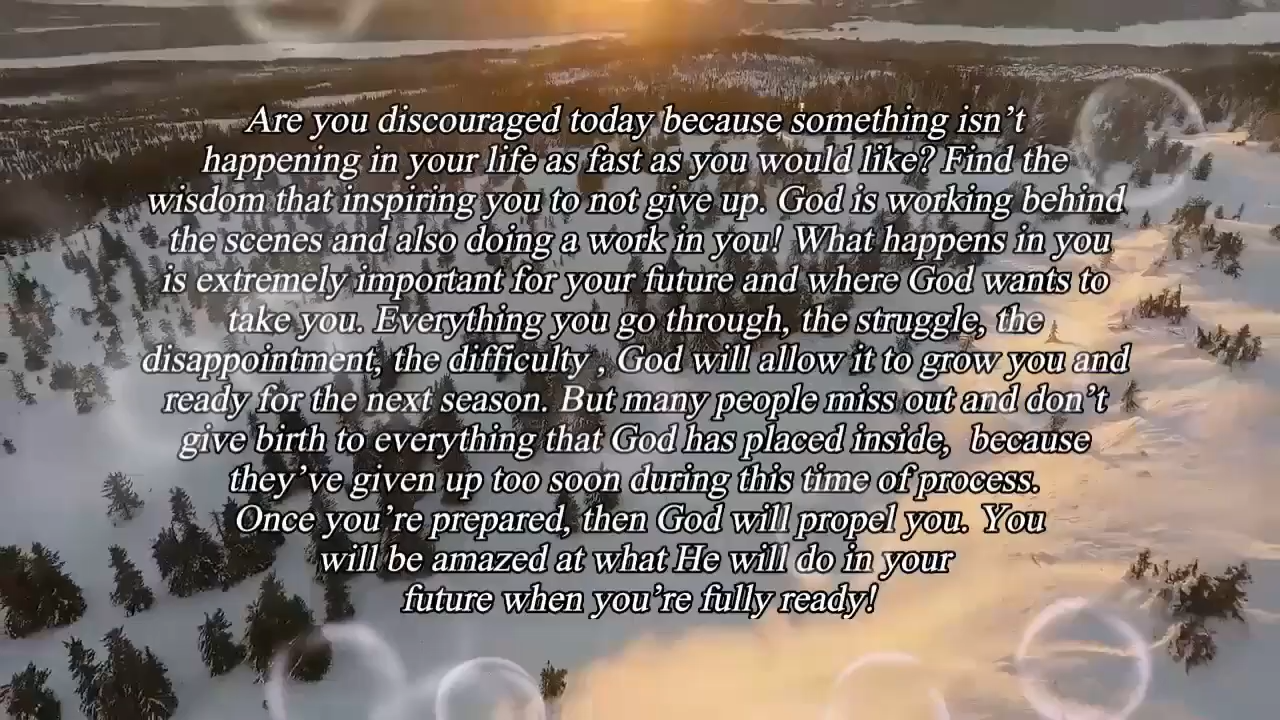 Are you discouraged today because something isn’t
happening in your life as fast as you would like? Find the
wisdom that inspiring you to not give up. God is working behind
the scenes and also doing a work in you! What happens in you
is extremely important for your future and where God wants to
take you. Everything you go through, the struggle, the
disappointment, the difficulty , God will allow it to grow you and
ready for the next season. But many people miss out and don’t
give birth to everything that God has placed inside,  because
they’ve given up too soon during this time of process.
Once you’re prepared, then God will propel you. You
will be amazed at what He will do in your
future when you’re fully ready!